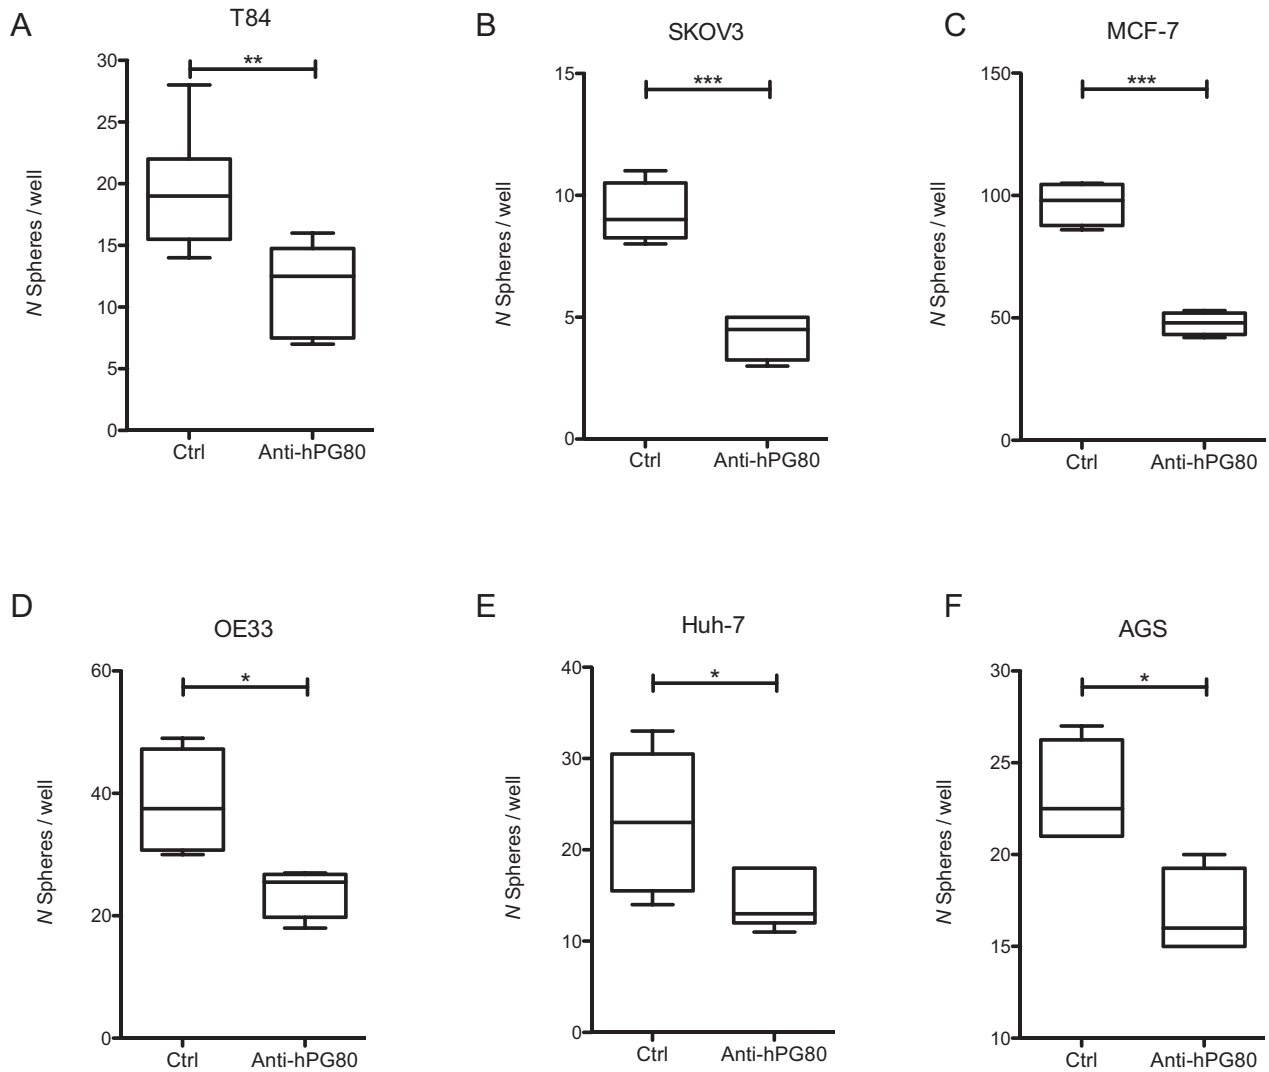 A
T84
30
25
20
15
10
5
0
**
N Spheres / well
Ctrl
Anti-hPG80
B
SKOV3
15
10
5
0
***
N Spheres / well
Ctrl
Anti-hPG80
C
MCF-7
150
100
50
0
***
N Spheres / well
Ctrl
Anti-hPG80
D
OE33
60
40
20
0
*
N Spheres / well
Ctrl
Anti-hPG80
E
Huh-7
40
30
20
10
0
*
N Spheres / well
Ctrl
Anti-hPG80
F
AGS
30
25
20
15
10
*
N Spheres / well
Ctrl
Anti-hPG80